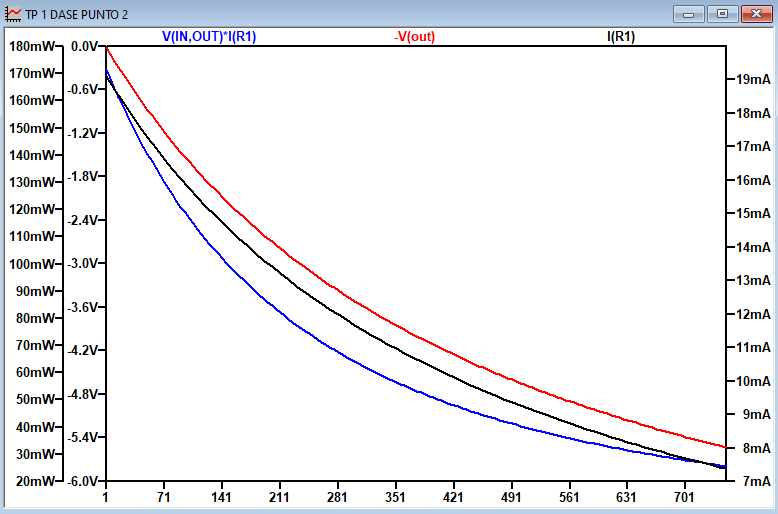 TP 1 DASE PUNTO 2
V(IN,OUT)*I(R1) -V(out) I(R1)
180mW 0.0V
170mW 19mA
160mW -0.6V
150mW 18mA
140mW -1.2V 17mA
130mW -1.8V 16mA
120mW
110mW -2.4V 15mA
100mW -3.0V 14mA
90mW 13mA
80mW -3.6V 12mA
70mW -4.2V 11mA
60mW 10mA
50mW -4.8V
40mW 9mA
30mW -5.4V 8mA
20mW -6.0V 7mA
1 71 141 211 281 351 421 491 561 631 701